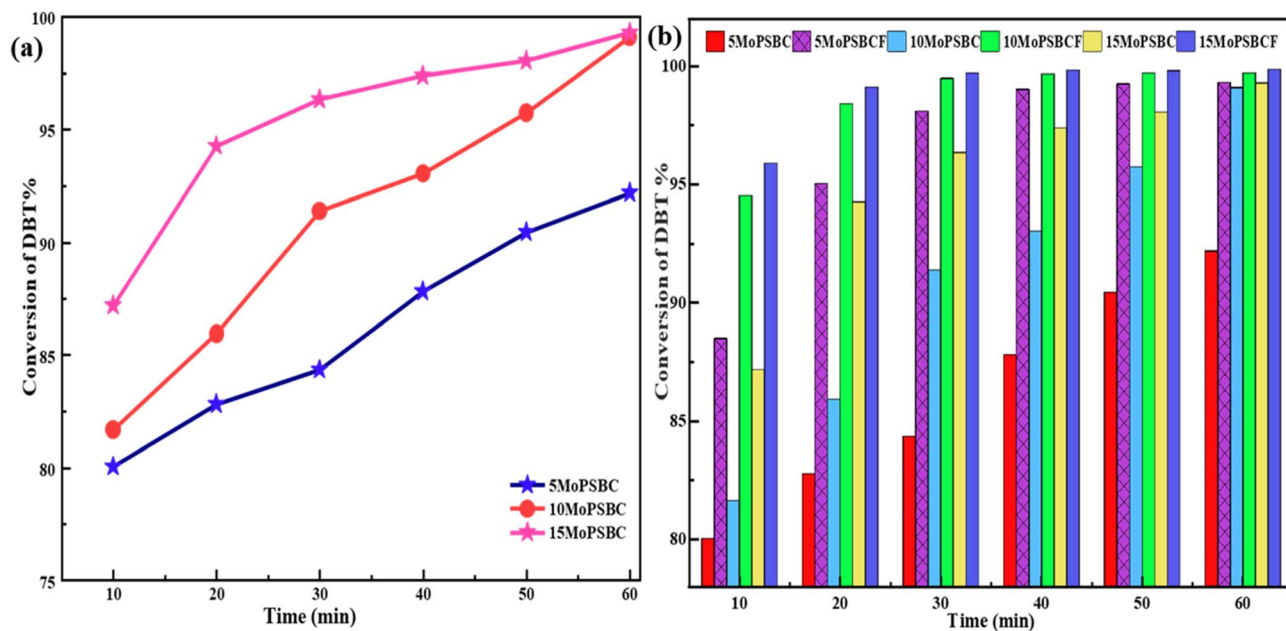 (a)
Conversion of DBT%
100
95
90
85
80
75
5MoPSBC
10MoPSBC
15MoPSBC
10 20 30 40 50 60
Time (min)
(b)
5MoPSBC 5MoPSBCF 10MoPSBC 10MoPSBCF 15MoPSBC 15MoPSBCF
Conversion of DBT %
100
95
90
85
80
10 20 30 40 50 60
Time (min)